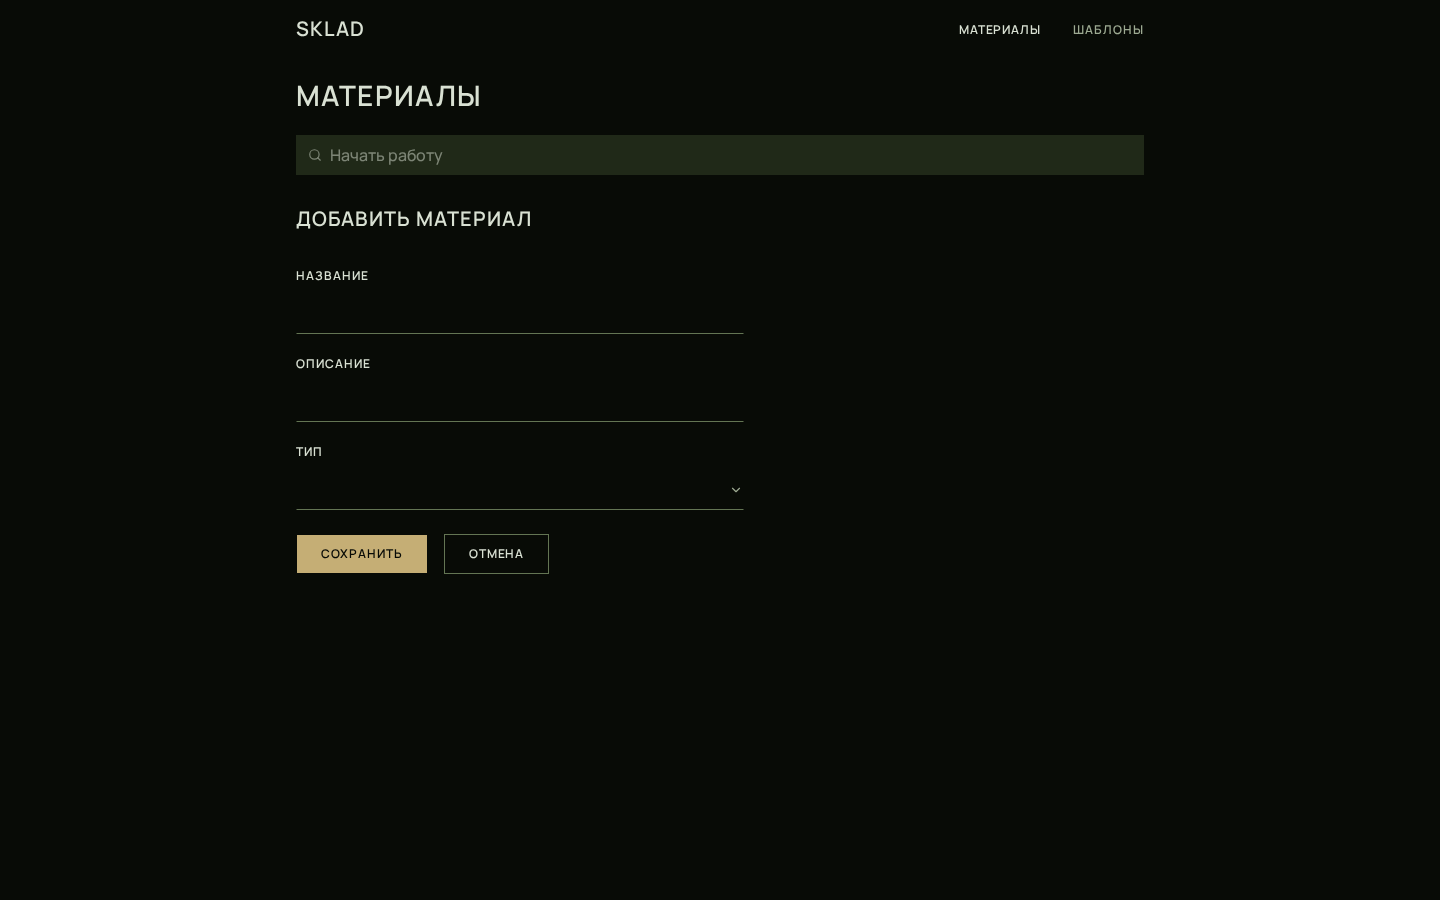 SKLAD
МАТЕРИАЛЫ
ШАБЛОНЫ
МАТЕРИАЛЫ
Начать работу
ДОБАВИТЬ МАТЕРИАЛ
НАЗВАНИЕ
ОПИСАНИЕ
ТИП
СОХРАНИТЬ
ОТМЕНА